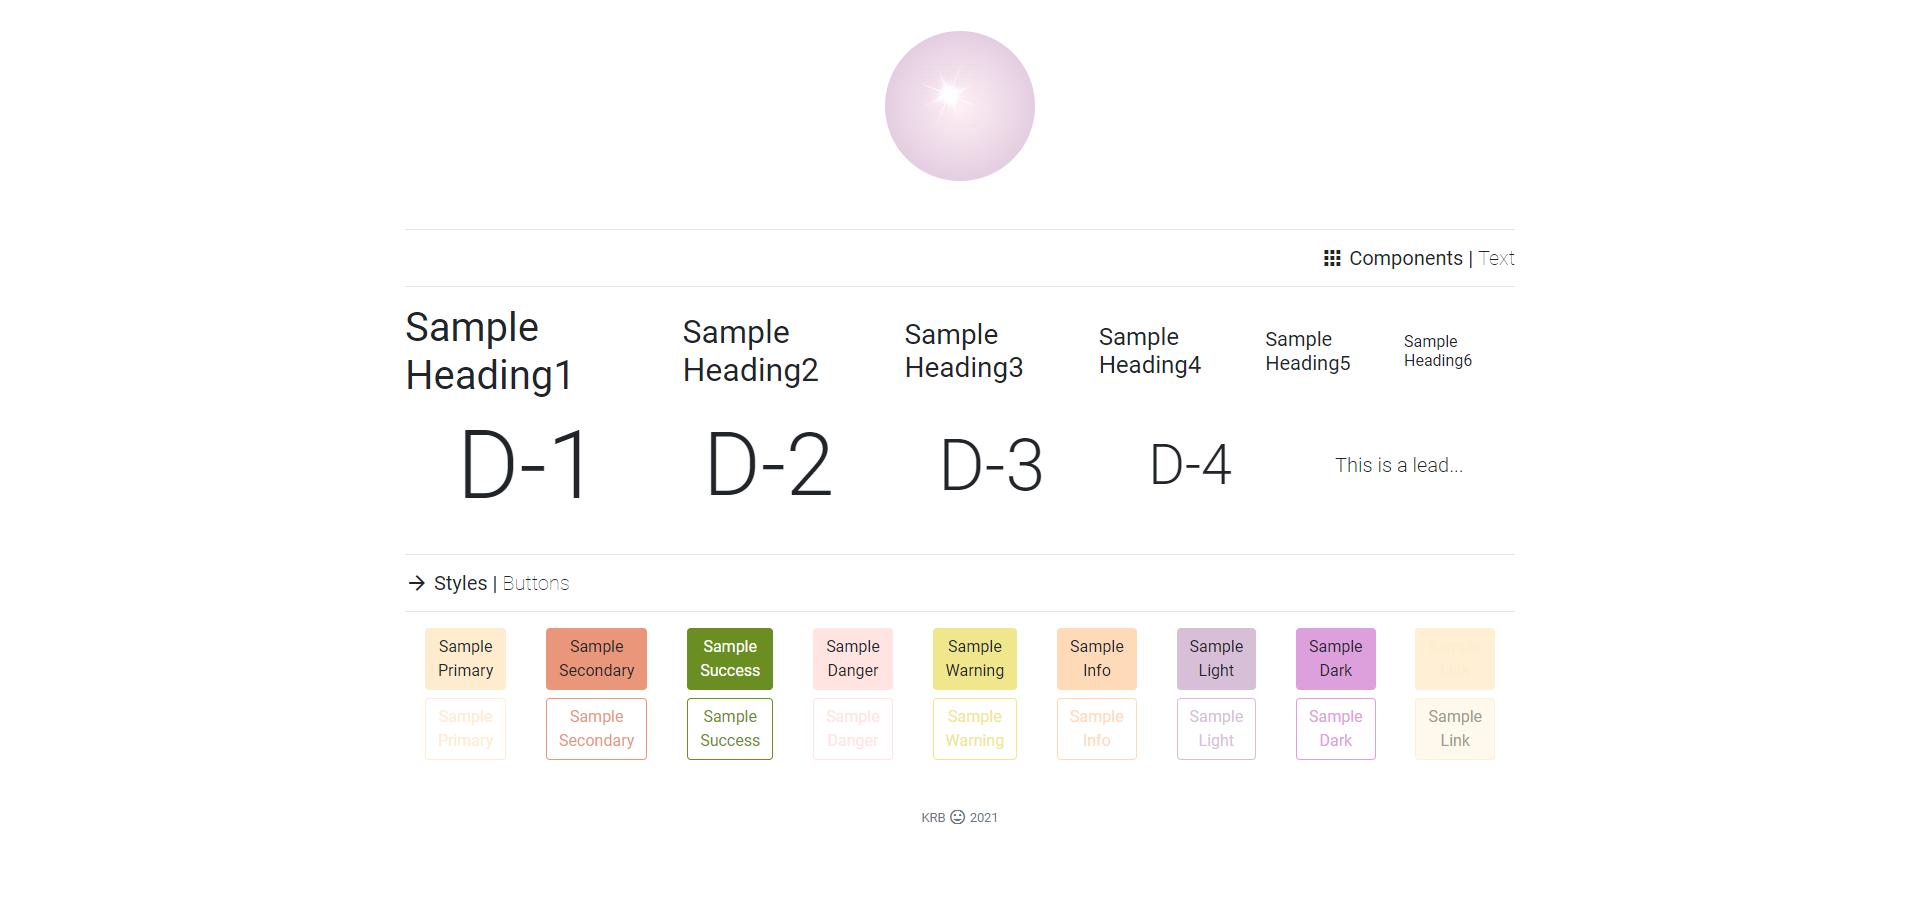 Components | Text
Sample
Heading1
Sample
Heading2
Sample
Heading3
Sample
Heading4
Sample
Heading5
Sample
Heading6
D-1
D-2
D-3
D-4
This is a lead...
Styles | Buttons
Sample
Primary
Sample
Secondary
Sample
Success
Sample
Danger
Sample
Warning
Sample
Info
Sample
Light
Sample
Dark
Sample
Link
Sample
Primary
Sample
Secondary
Sample
Success
Sample
Danger
Sample
Warning
Sample
Info
Sample
Light
Sample
Dark
Sample
Link
KRB 2021